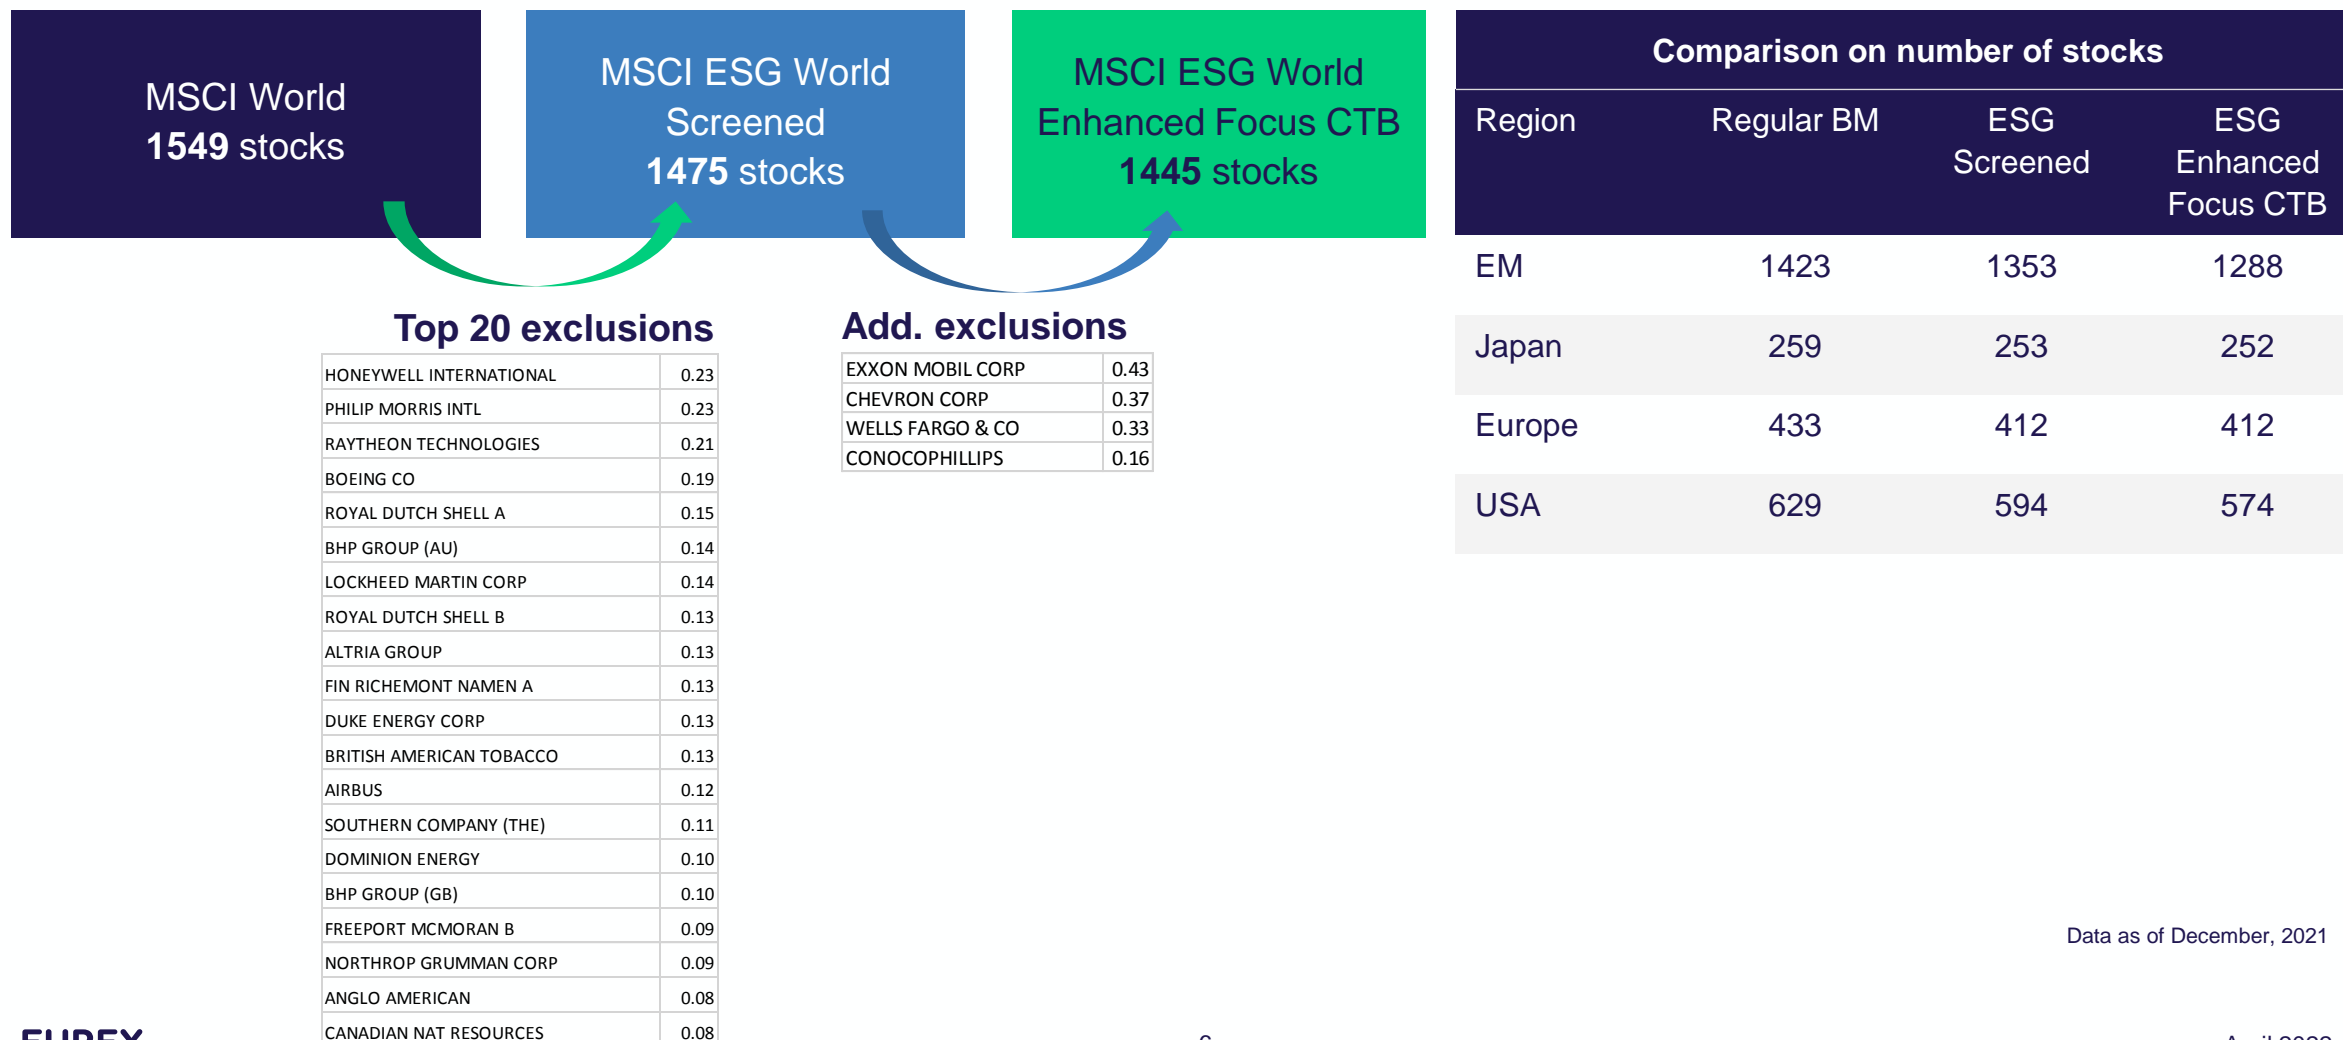 MSCI World
1549 stocks
MSCI ESG World
Screened
1475 stocks
MSCI ESG World
Enhanced Focus CTB
1445 stocks
Top 20 exclusions
HONEYWELL INTERNATIONAL 0.23
PHILIP MORRIS INTL 0.23
RAYTHEON TECHNOLOGIES 0.21
BOEING CO 0.19
ROYAL DUTCH SHELL A 0.15
BHP GROUP (AU) 0.14
LOCKHEED MARTIN CORP 0.14
ROYAL DUTCH SHELL B 0.13
ALTRIA GROUP 0.13
FIN RICHEMONT NAMEN A 0.13
DUKE ENERGY CORP 0.13
BRITISH AMERICAN TOBACCO 0.13
AIRBUS 0.12
SOUTHERN COMPANY (THE) 0.11
DOMINION ENERGY 0.10
BHP GROUP (GB) 0.10
FREEPORT MCMORAN B 0.09
NORTHROP GRUMMAN CORP 0.09
ANGLO AMERICAN 0.08
CANADIAN NAT RESOURCES 0.08
Add. exclusions
EXXON MOBIL CORP 0.43
CHEVRON CORP 0.37
WELLS FARGO & CO 0.33
CONOCOPHILLIPS 0.16
Comparison on number of stocks
Region Regular BM ESG Screened ESG Enhanced Focus CTB
EM 1423 1353 1288
Japan 259 253 252
Europe 433 412 412
USA 629 594 574
Data as of December, 2021
EUREX